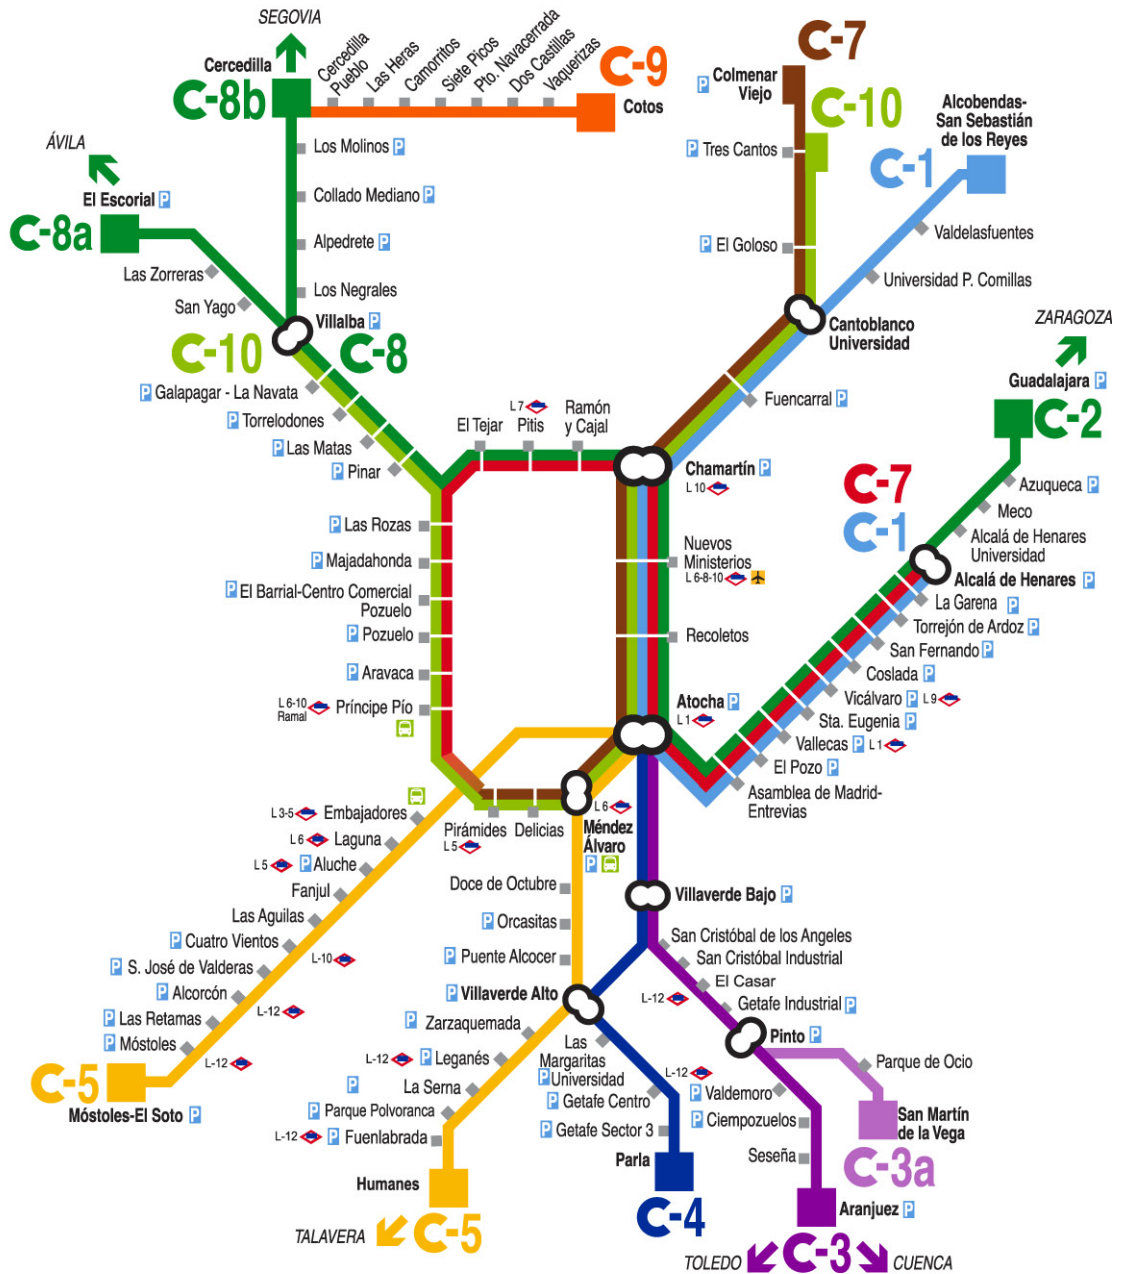 SEGOVIA
Cercedilla
C-8b
Cercedilla
Pueblo
Las Heras
Camorritos
Siete Picos
Pto. Navacerrada
Dos Castillas
Vaquerizas
C-9
Cotos
C-7
Colmenar
Viejo
P
C-10
Alcobendas-
San Sebastián
de los Reyes
C-1
P Tres Cantos
P El Goloso
Valdelasfuentes
Universidad P. Comillas
Cantoblanco
Universidad
Los Molinos P
Collado Mediano P
Alpedrete P
Los Negrales
ÁVILA
El Escorial P
C-8a
Las Zorreras
San Yago
Villalba P
C-10
C-8
P Galapagar - La Navata
P Torrelodones
P Las Matas
P Pinar
L 7
El Tejar
Pitis
Ramón
y Cajal
Fuencarral P
Chamartín P
L 10
ZARAGOZA
Guadalajara P
C-2
Azuqueca P
Meco
Alcalá de Henares
Universidad
C-7
C-1
Alcalá de Henares P
La Garena P
Torrejón de Ardoz P
San Fernando P
Coslada P
Vicálvaro P L 9
Sta. Eugenia P
Vallecas P L 1
El Pozo P
Asamblea de Madrid-
Entrevias
P Las Rozas
P Majadahonda
P El Barrial-Centro Comercial
Pozuelo
P Pozuelo
P Aravaca
L 6-10
Ramal
Príncipe Pío
Nuevos
Ministerios
L 6-8-10
Recoletos
Atocha P
L 1
L 3-5 Embajadores
L 6 Laguna
L 5 P Aluche
Fanjul
Las Aguilas
P Cuatro Vientos
L-10
P S. José de Valderas
P Alcorcón
L-12
P Las Retamas
P Móstoles
L-12
C-5
Móstoles-El Soto P
Pirámides
L 5
Delicias
L 6
Méndez
Álvaro
P
Doce de Octubre
P Orcasitas
P Puente Alcocer
P Villaverde Alto
P Zarzaquemada
L-12 P Leganés
P
La Serna
P Parque Polvoranca
L-12 P Fuenlabrada
Humanes
C-5
TALAVERA
Villaverde Bajo P
San Cristóbal de los Angeles
San Cristóbal Industrial
El Casar
L-12
Getafe Industrial P
Pinto P
Las
Margaritas
P Universidad
L-12
P Getafe Centro
P Getafe Sector 3
Parla
C-4
P Valdemoro
P Ciempozuelos
Seseña
Parque de Ocio
San Martín
de la Vega
C-3a
Aranjuez P
TOLEDO
C-3
CUENCA